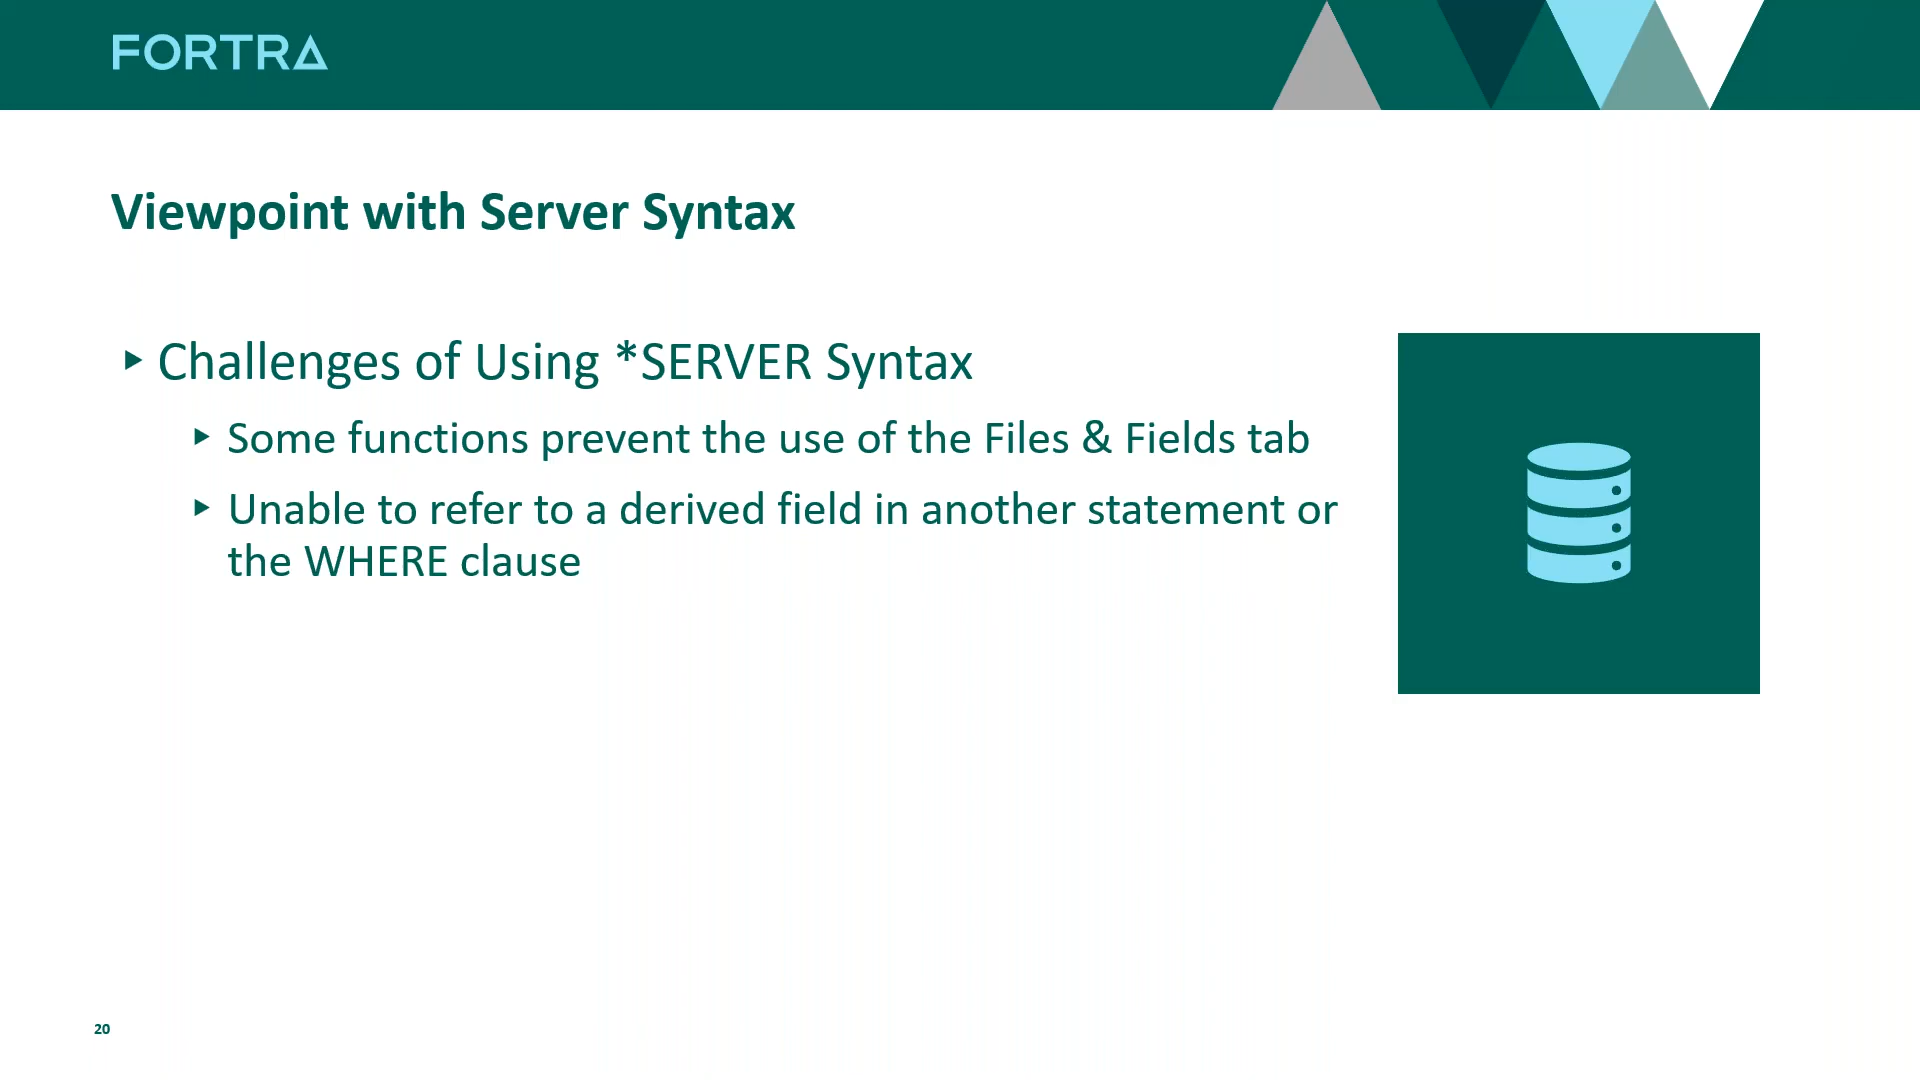 FORTRA
Viewpoint with Server Syntax
Challenges of Using *SERVER Syntax
Some functions prevent the use of the Files & Fields tab
Unable to refer to a derived field in another statement or
the WHERE clause
20